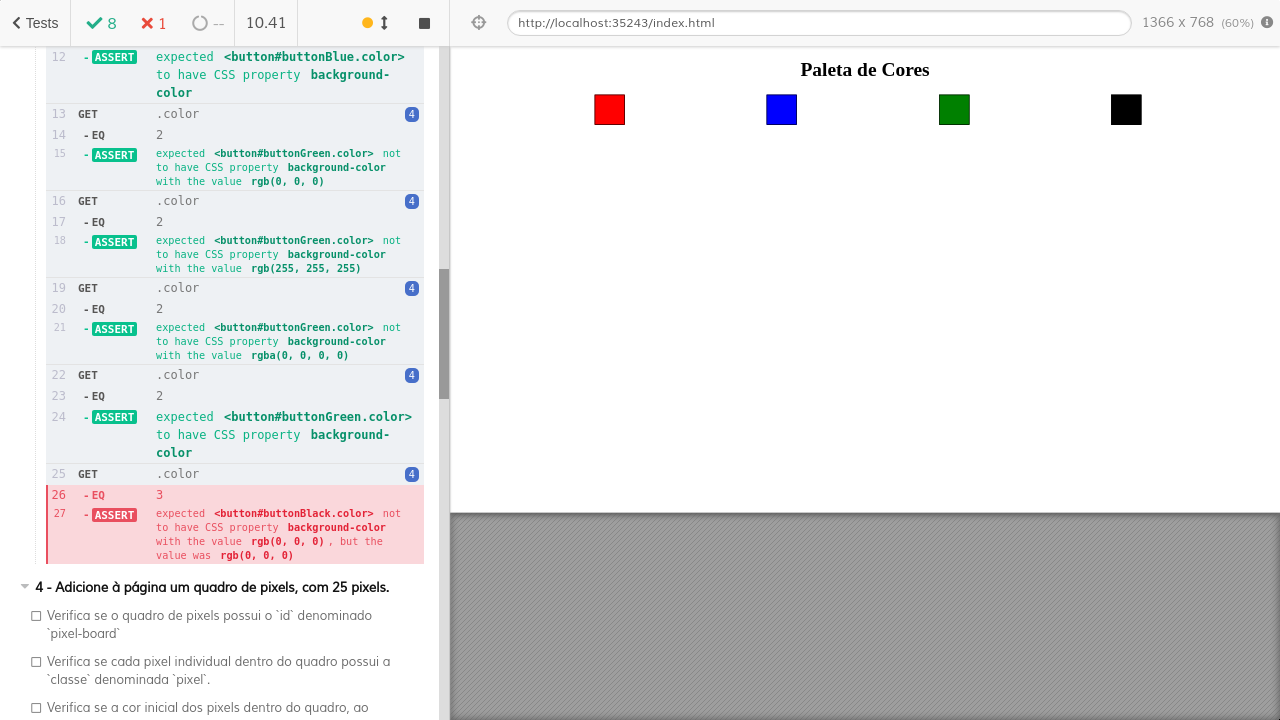 Tests 8 1 -- 10.41 http://localhost:35243/index.html 1366 x 768 (60%)
12 - ASSERT expected <button#buttonBlue.color>
to have CSS property background-
color
13 GET .color 4
14 - EQ 2
15 - ASSERT expected <button#buttonGreen.color> not
to have CSS property background-color
with the value rgb(0, 0, 0)
16 GET .color 4
17 - EQ 2
18 - ASSERT expected <button#buttonGreen.color> not
to have CSS property background-color
with the value rgb(255, 255, 255)
19 GET .color 4
20 - EQ 2
21 - ASSERT expected <button#buttonGreen.color> not
to have CSS property background-color
with the value rgba(0, 0, 0, 0)
22 GET .color 4
23 - EQ 2
24 - ASSERT expected <button#buttonGreen.color>
to have CSS property background-
color
25 GET .color 4
26 - EQ 3
27 - ASSERT expected <button#buttonBlack.color> not
to have CSS property background-color
with the value rgb(0, 0, 0) , but the
value was rgb(0, 0, 0)
4 - Adicione à página um quadro de pixels, com 25 pixels.
Verifica se o quadro de pixels possui o `id` denominado
`pixel-board`
Verifica se cada pixel individual dentro do quadro possui a
`classe` denominada `pixel`.
Verifica se a cor inicial dos pixels dentro do quadro, ao
Paleta de Cores